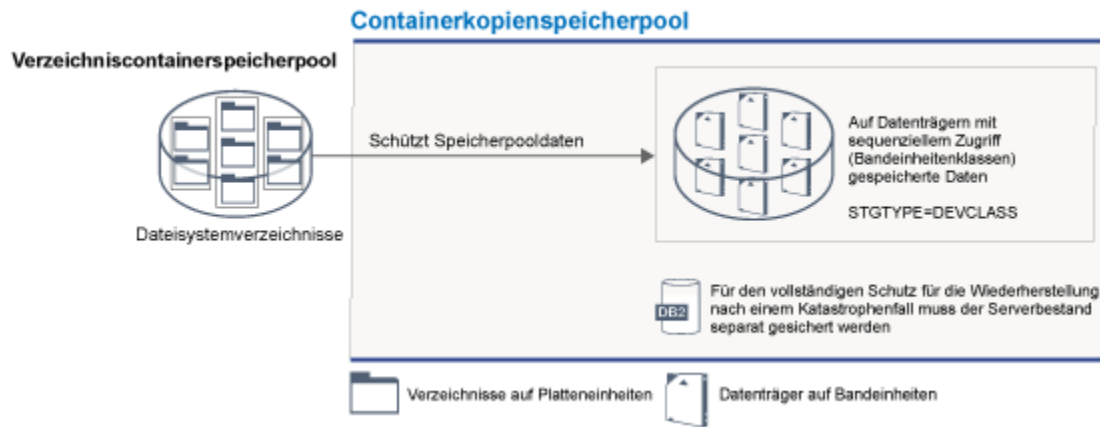 Containerkopienspeicherpool
Verzeichniscontainerspeicherpool
Schützt Speicherpooldaten
Auf Datenträgern mit
sequenziellem Zugriff
(Bandeinheitenklassen)
gespeicherte Daten
STGTYPE=DEVCLASS
Dateisystemverzeichnisse
DB2
Für den vollständigen Schutz für die Wiederherstellung
nach einem Katastrophenfall muss der Serverbestand
separat gesichert werden
Verzeichnisse auf Platteneinheiten
Datenträger auf Bandeinheiten